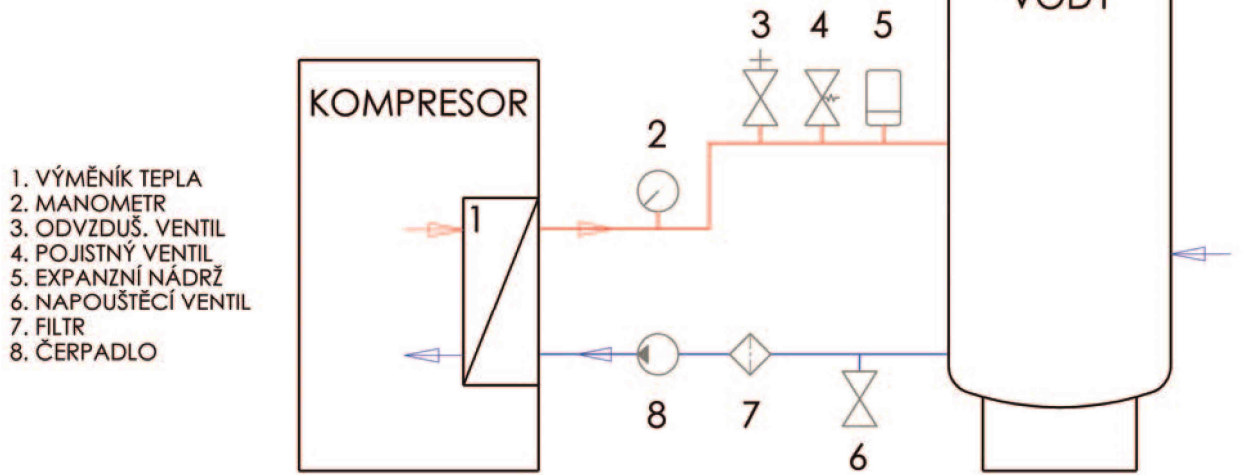 VODY
3 4 5
KOMPRESOR
2
1. VÝMĚNÍK TEPLA
2. MANOMETR
3. ODVZDUŠ. VENTIL
4. POJISTNÝ VENTIL
5. EXPANZNÍ NÁDRŽ
6. NAPOUŠTĚCÍ VENTIL
7. FILTR
8. ČERPADLO
1
8 7
6